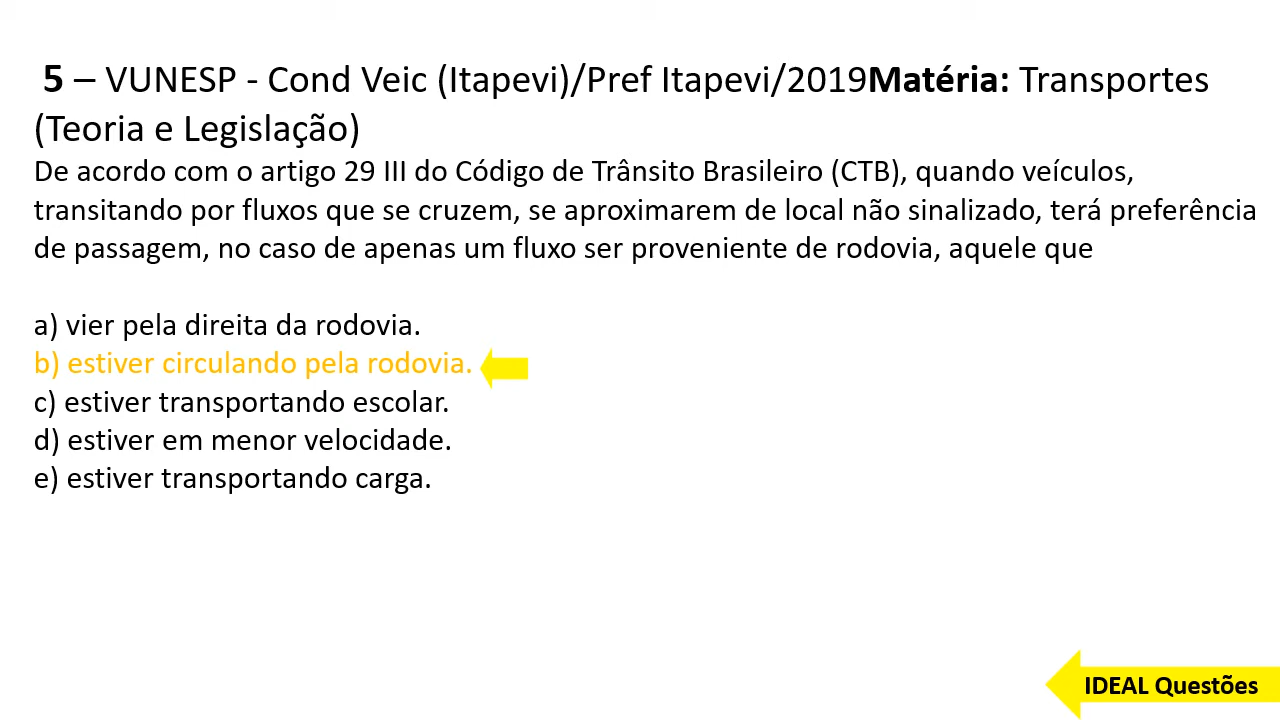 5 – VUNESP - Cond Veic (Itapevi)/Pref Itapevi/2019Matéria: Transportes
(Teoria e Legislação)
De acordo com o artigo 29 III do Código de Trânsito Brasileiro (CTB), quando veículos,
transitando por fluxos que se cruzem, se aproximarem de local não sinalizado, terá preferência
de passagem, no caso de apenas um fluxo ser proveniente de rodovia, aquele que
a) vier pela direita da rodovia.
b) estiver circulando pela rodovia.
c) estiver transportando escolar.
d) estiver em menor velocidade.
e) estiver transportando carga.
IDEAL Questões